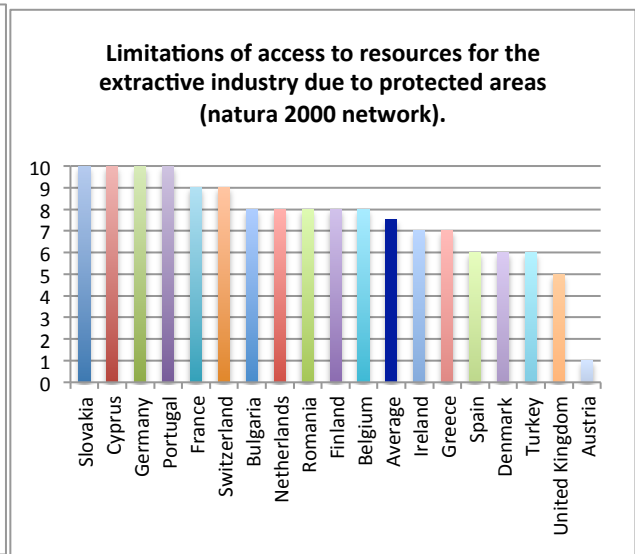 Limitations of access to resources for the
extractive industry due to protected areas
(natura 2000 network).
10
9
8
7
6
5
4
3
2
1
0
Slovakia
Cyprus
Germany
Portugal
France
Switzerland
Bulgaria
Netherlands
Romania
Finland
Belgium
Average
Ireland
Greece
Spain
Denmark
Turkey
United Kingdom
Austria